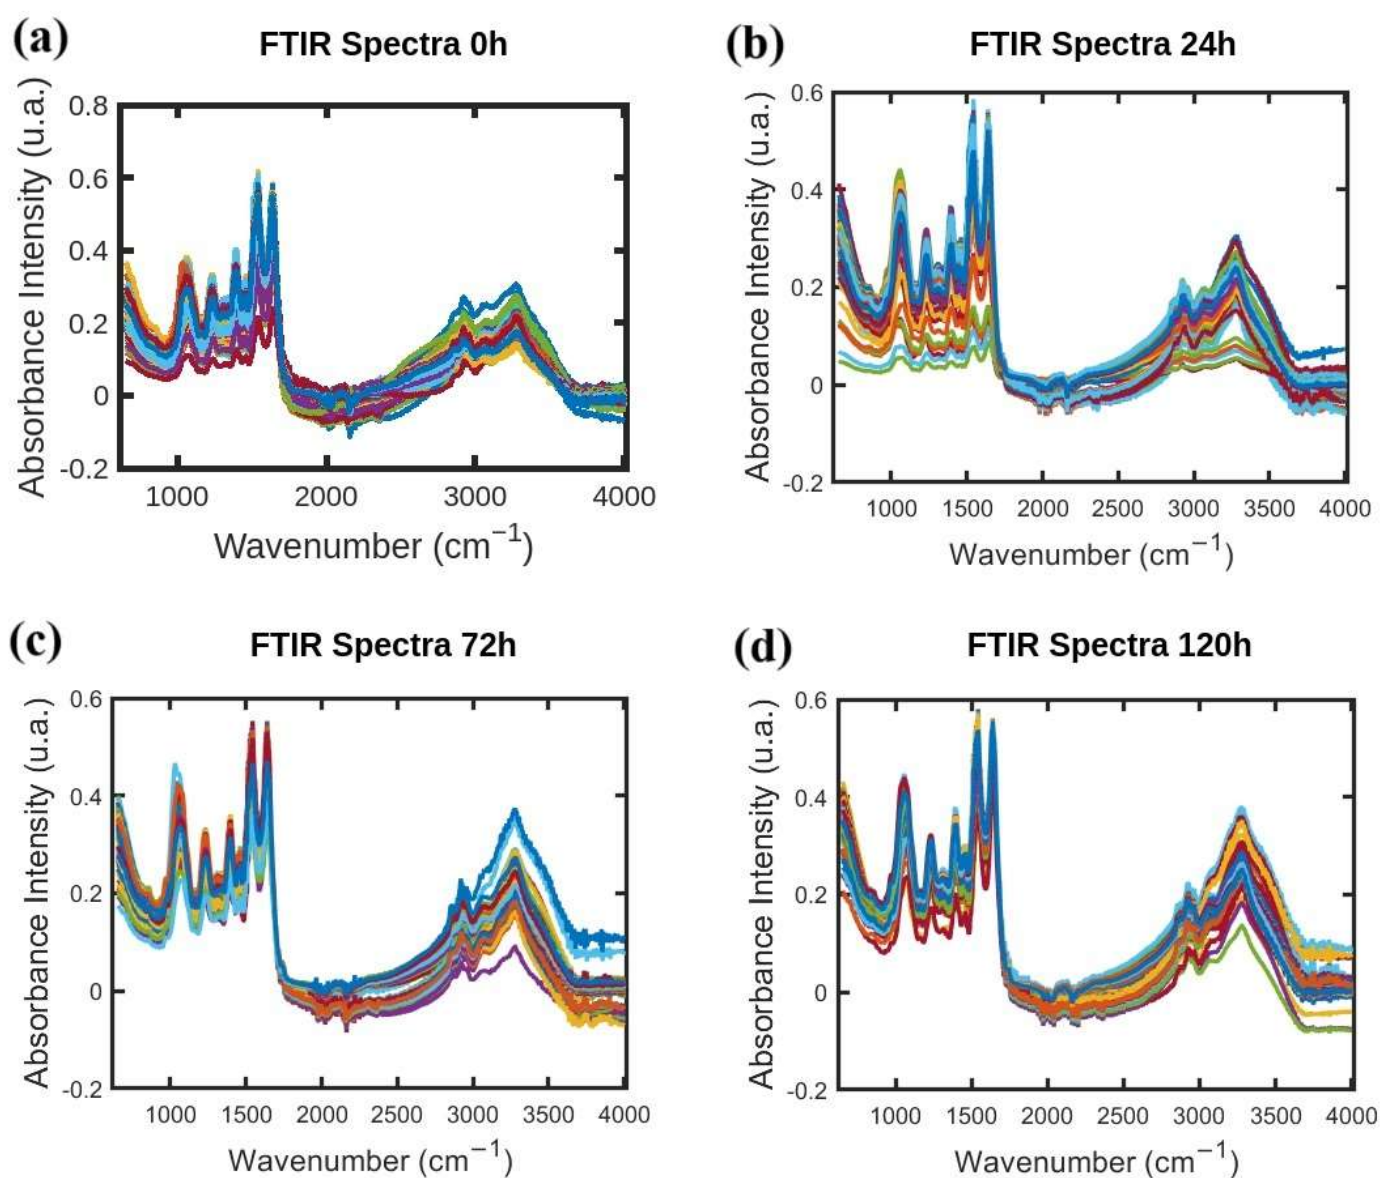 (a)
FTIR Spectra 0h
Absorbance Intensity (u.a.)
0.8
0.6
0.4
0.2
0
-0.2
1000 2000 3000 4000
Wavenumber (cm−1)
(b)
FTIR Spectra 24h
Absorbance Intensity (u.a.)
0.6
0.4
0.2
0
-0.2
1000 1500 2000 2500 3000 3500 4000
Wavenumber (cm−1)
(c)
FTIR Spectra 72h
Absorbance Intensity (u.a.)
0.6
0.4
0.2
0
-0.2
1000 1500 2000 2500 3000 3500 4000
Wavenumber (cm−1)
(d)
FTIR Spectra 120h
Absorbance Intensity (u.a.)
0.6
0.4
0.2
0
-0.2
1000 1500 2000 2500 3000 3500 4000
Wavenumber (cm−1)